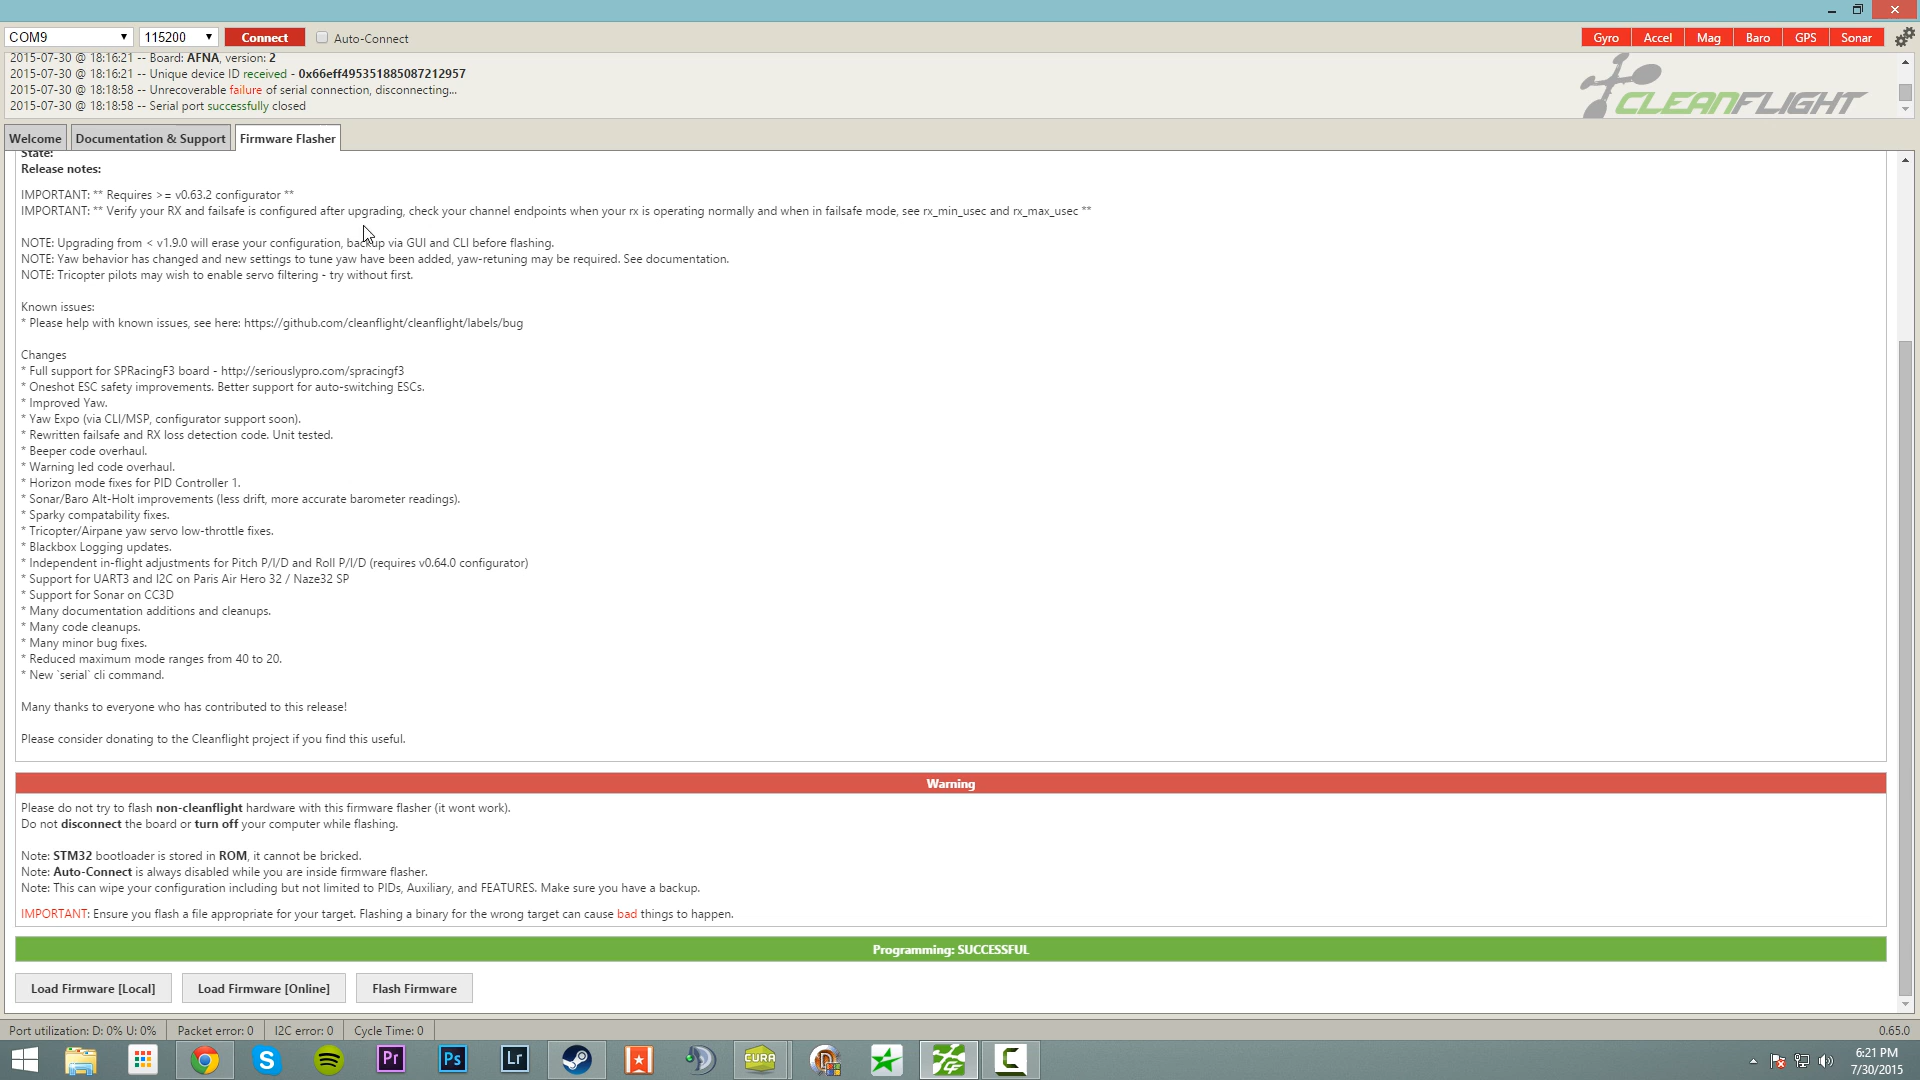 COM9
115200
Connect
Auto-Connect
Gyro
Accel
Mag
Baro
GPS
Sonar
2015-07-30 @ 18:16:21 -- Board: AFNA, version: 2
2015-07-30 @ 18:16:21 -- Unique device ID received - 0x66eff495351885087212957
2015-07-30 @ 18:18:58 -- Unrecoverable failure of serial connection, disconnecting...
2015-07-30 @ 18:18:58 -- Serial port successfully closed
CLEANFLIGHT
Welcome
Documentation & Support
Firmware Flasher
State:
Release notes:
IMPORTANT: ** Requires >= v0.63.2 configurator **
IMPORTANT: ** Verify your RX and failsafe is configured after upgrading, check your channel endpoints when your rx is operating normally and when in failsafe mode, see rx_min_usec and rx_max_usec **
NOTE: Upgrading from < v1.9.0 will erase your configuration, backup via GUI and CLI before flashing.
NOTE: Yaw behavior has changed and new settings to tune yaw have been added, yaw-retuning may be required. See documentation.
NOTE: Tricopter pilots may wish to enable servo filtering - try without first.
Known issues:
* Please help with known issues, see here: https://github.com/cleanflight/cleanflight/labels/bug
Changes
* Full support for SPRacingF3 board - http://seriouslypro.com/spracingf3
* Oneshot ESC safety improvements. Better support for auto-switching ESCs.
* Improved Yaw.
* Yaw Expo (via CLI/MSP, configurator support soon).
* Rewritten failsafe and RX loss detection code. Unit tested.
* Beeper code overhaul.
* Warning led code overhaul.
* Horizon mode fixes for PID Controller 1.
* Sonar/Baro Alt-Holt improvements (less drift, more accurate barometer readings).
* Sparky compatability fixes.
* Tricopter/Airpane yaw servo low-throttle fixes.
* Blackbox Logging updates.
* Independent in-flight adjustments for Pitch P/I/D and Roll P/I/D (requires v0.64.0 configurator)
* Support for UART3 and I2C on Paris Air Hero 32 / Naze32 SP
* Support for Sonar on CC3D
* Many documentation additions and cleanups.
* Many code cleanups.
* Many minor bug fixes.
* Reduced maximum mode ranges from 40 to 20.
* New `serial` cli command.
Many thanks to everyone who has contributed to this release!
Please consider donating to the Cleanflight project if you find this useful.
Warning
Please do not try to flash non-cleanflight hardware with this firmware flasher (it wont work).
Do not disconnect the board or turn off your computer while flashing.
Note: STM32 bootloader is stored in ROM, it cannot be bricked.
Note: Auto-Connect is always disabled while you are inside firmware flasher.
Note: This can wipe your configuration including but not limited to PIDs, Auxiliary, and FEATURES. Make sure you have a backup.
IMPORTANT: Ensure you flash a file appropriate for your target. Flashing a binary for the wrong target can cause bad things to happen.
Programming: SUCCESSFUL
Load Firmware [Local]
Load Firmware [Online]
Flash Firmware
Port utilization: D: 0% U: 0%
Packet error: 0
I2C error: 0
Cycle Time: 0
0.65.0
Pr
Ps
Lr
CURA
CF
C
6:21 PM
7/30/2015